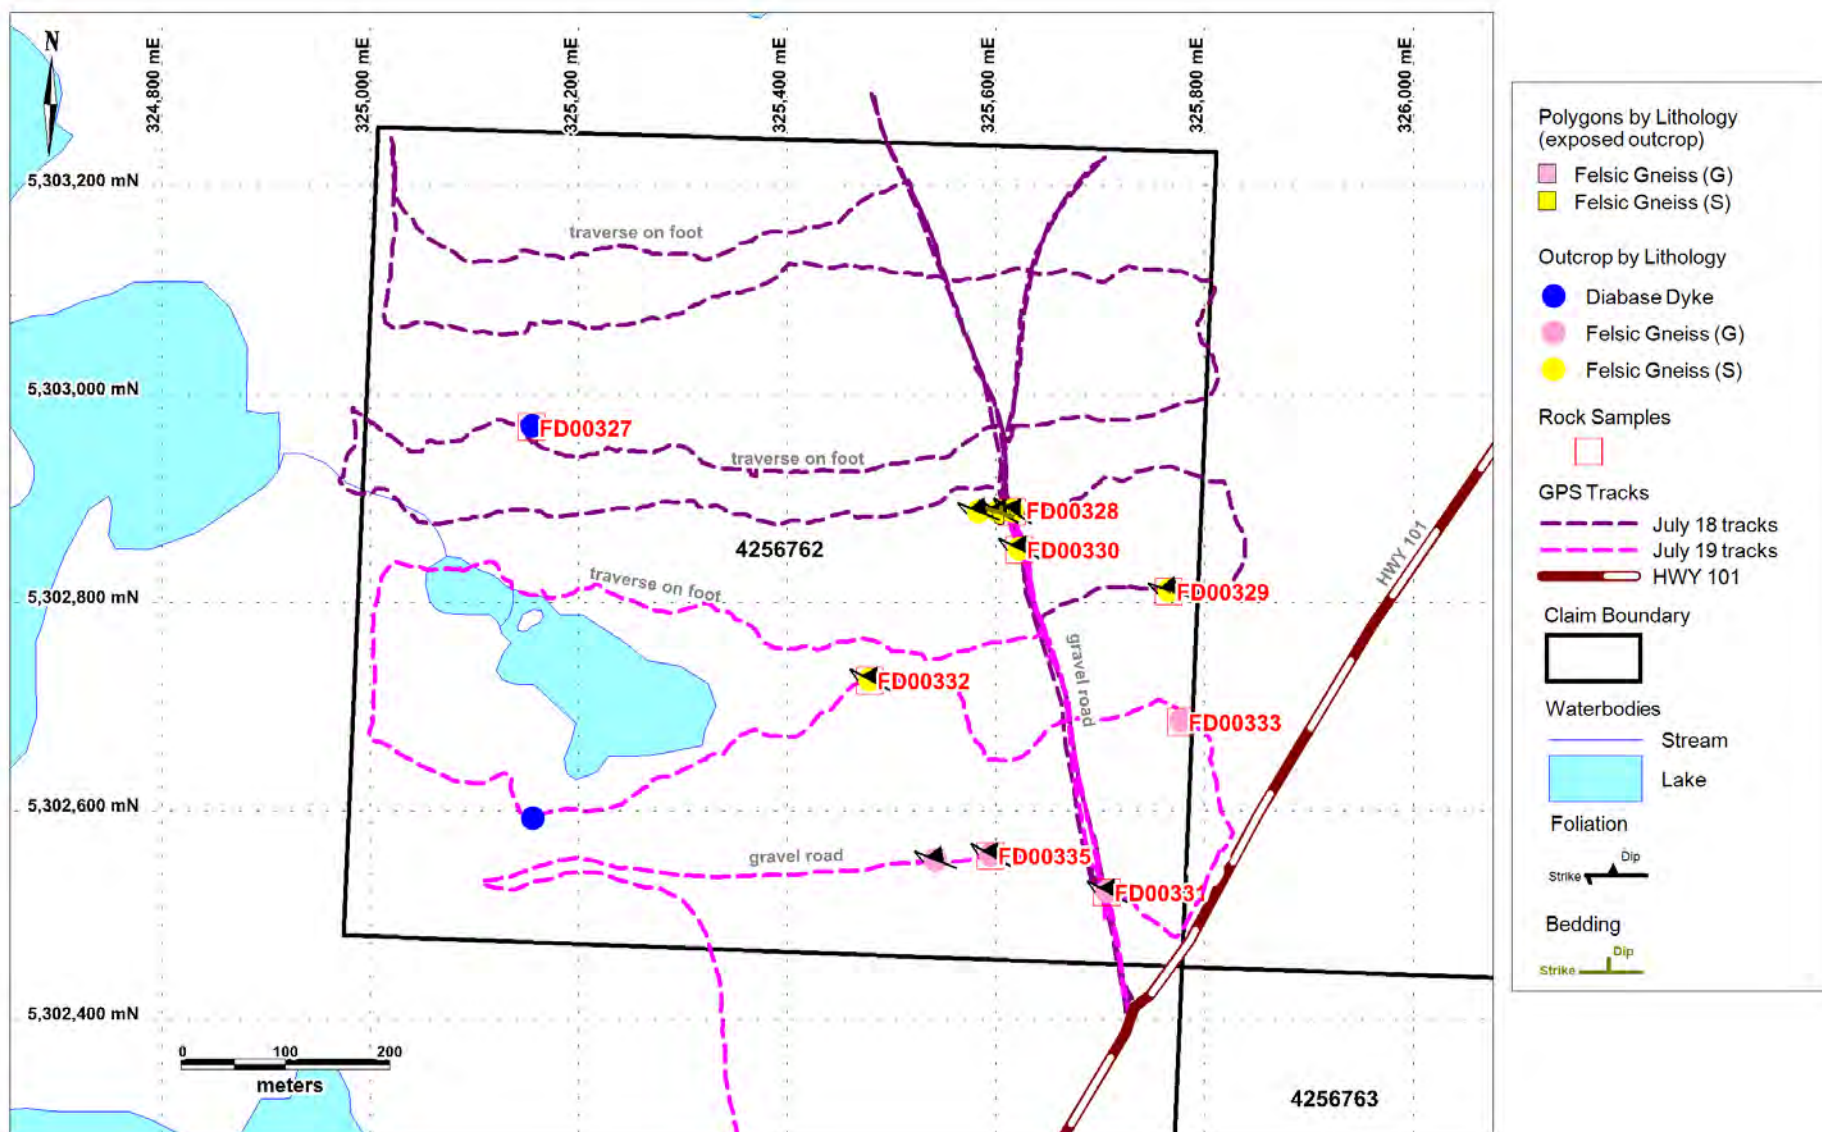 N
324,800 mE
325,000 mE
325,200 mE
325,400 mE
325,600 mE
325,800 mE
326,000 mE
5,303,200 mN
5,303,000 mN
5,302,800 mN
5,302,600 mN
5,302,400 mN
traverse on foot
FD00327
traverse on foot
FD00328
4256762
FD00330
HWY 101
traverse on foot
FD00329
gravel road
FD00332
FD00333
gravel road
FD00335
FD00331
0 100 200
meters
4256763
Polygons by Lithology
(exposed outcrop)
Felsic Gneiss (G)
Felsic Gneiss (S)
Outcrop by Lithology
Diabase Dyke
Felsic Gneiss (G)
Felsic Gneiss (S)
Rock Samples
GPS Tracks
July 18 tracks
July 19 tracks
HWY 101
Claim Boundary
Waterbodies
Stream
Lake
Foliation
Dip
Strike
Bedding
Dip
Strike